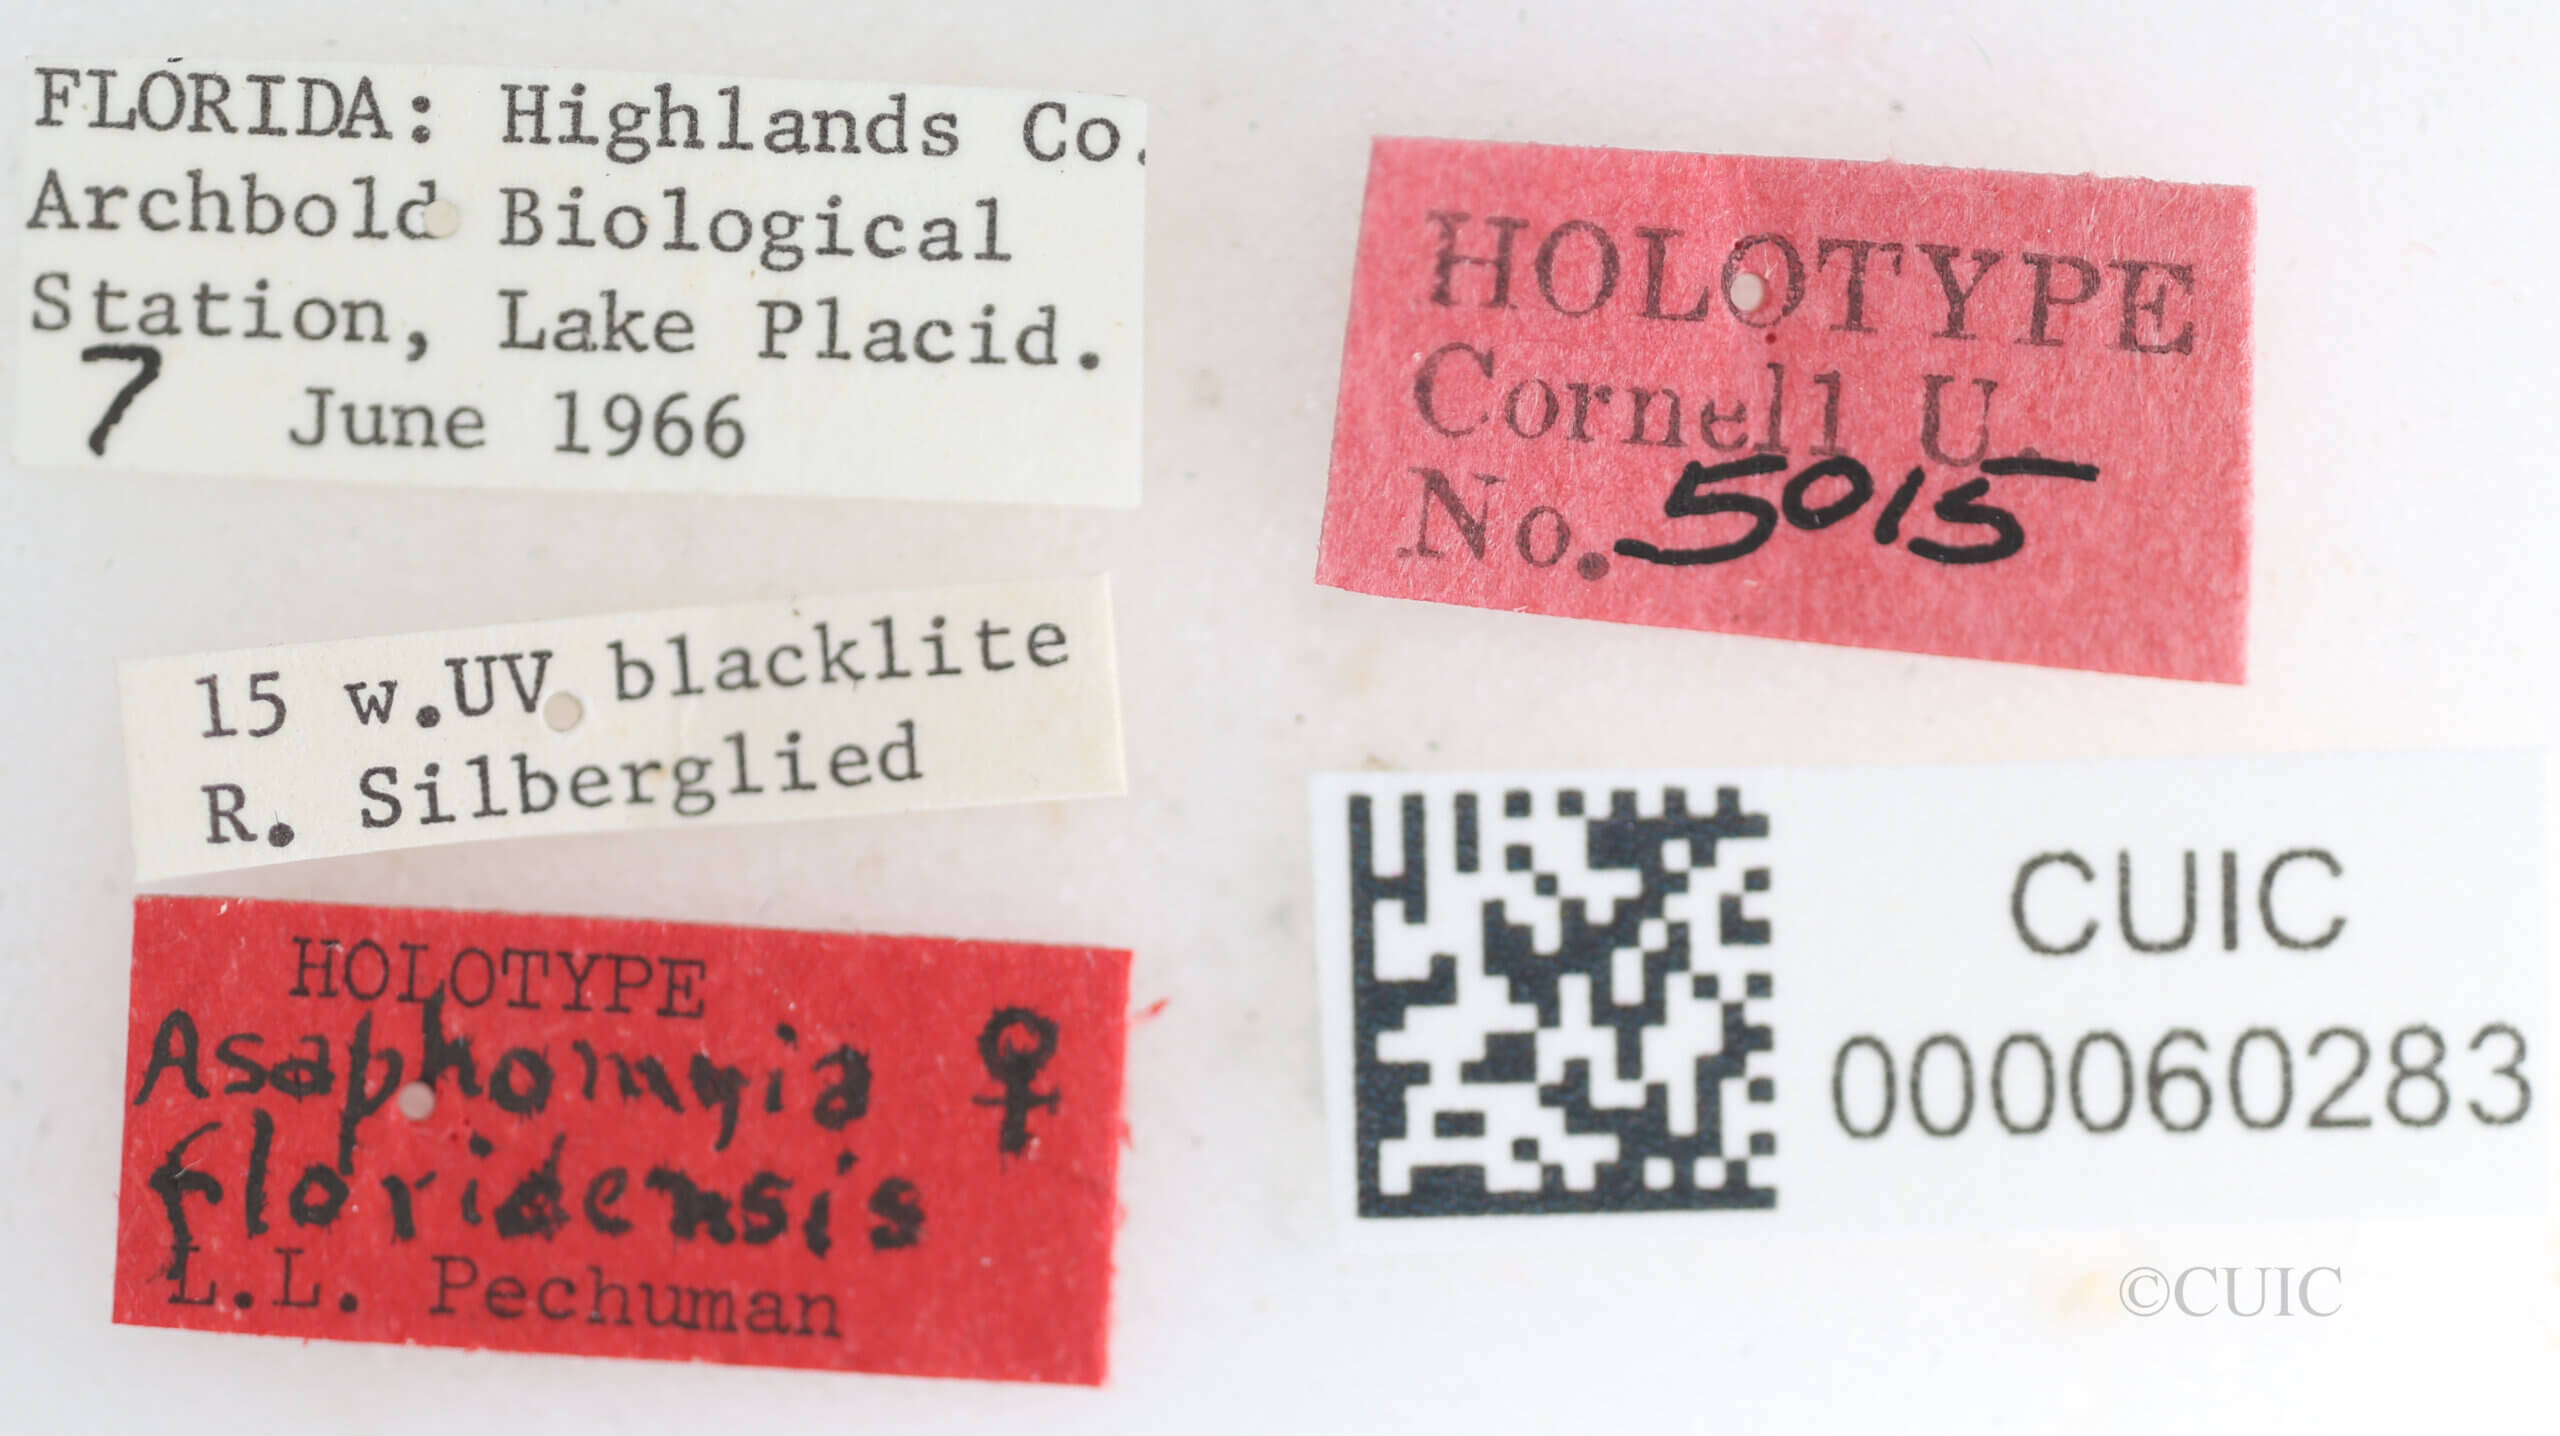 FLORIDA: Highlands Co.
Archbold Biological
Station, Lake Placid.
7 June 1966
15 w.UV blacklite
R. Silberglied
HOLOTYPE
Asaphomyia ♀
floridensis
L.L. Pechuman
HOLOTYPE
Cornell U.
No. 5015
CUIC
000060283
©CUIC